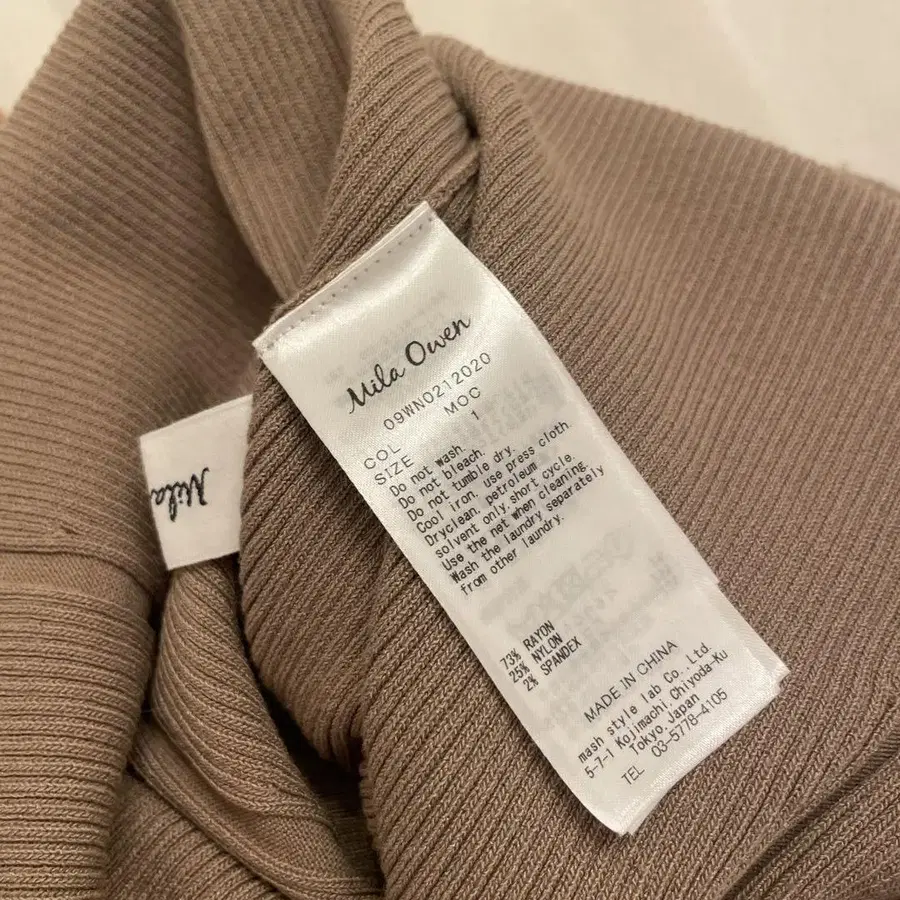 Mila Owen
09WN0212020
COL MOC
SIZE 1
Do not wash.
Do not bleach.
Do not tumble dry.
Cool iron, use press cloth
Dryclean, petroleum
solvent only short cycle.
Use the net when cleaning.
Wash the laundry separately
from other laundry.
73% RAYON
25% NYLON
2% SPANDEX
MADE IN CHINA
mash style lab Co., Ltd.
5-7-1 Kojimachi, Chiyoda-Ku
Tokyo, Japan
TEL 03-5778-4105
Mila